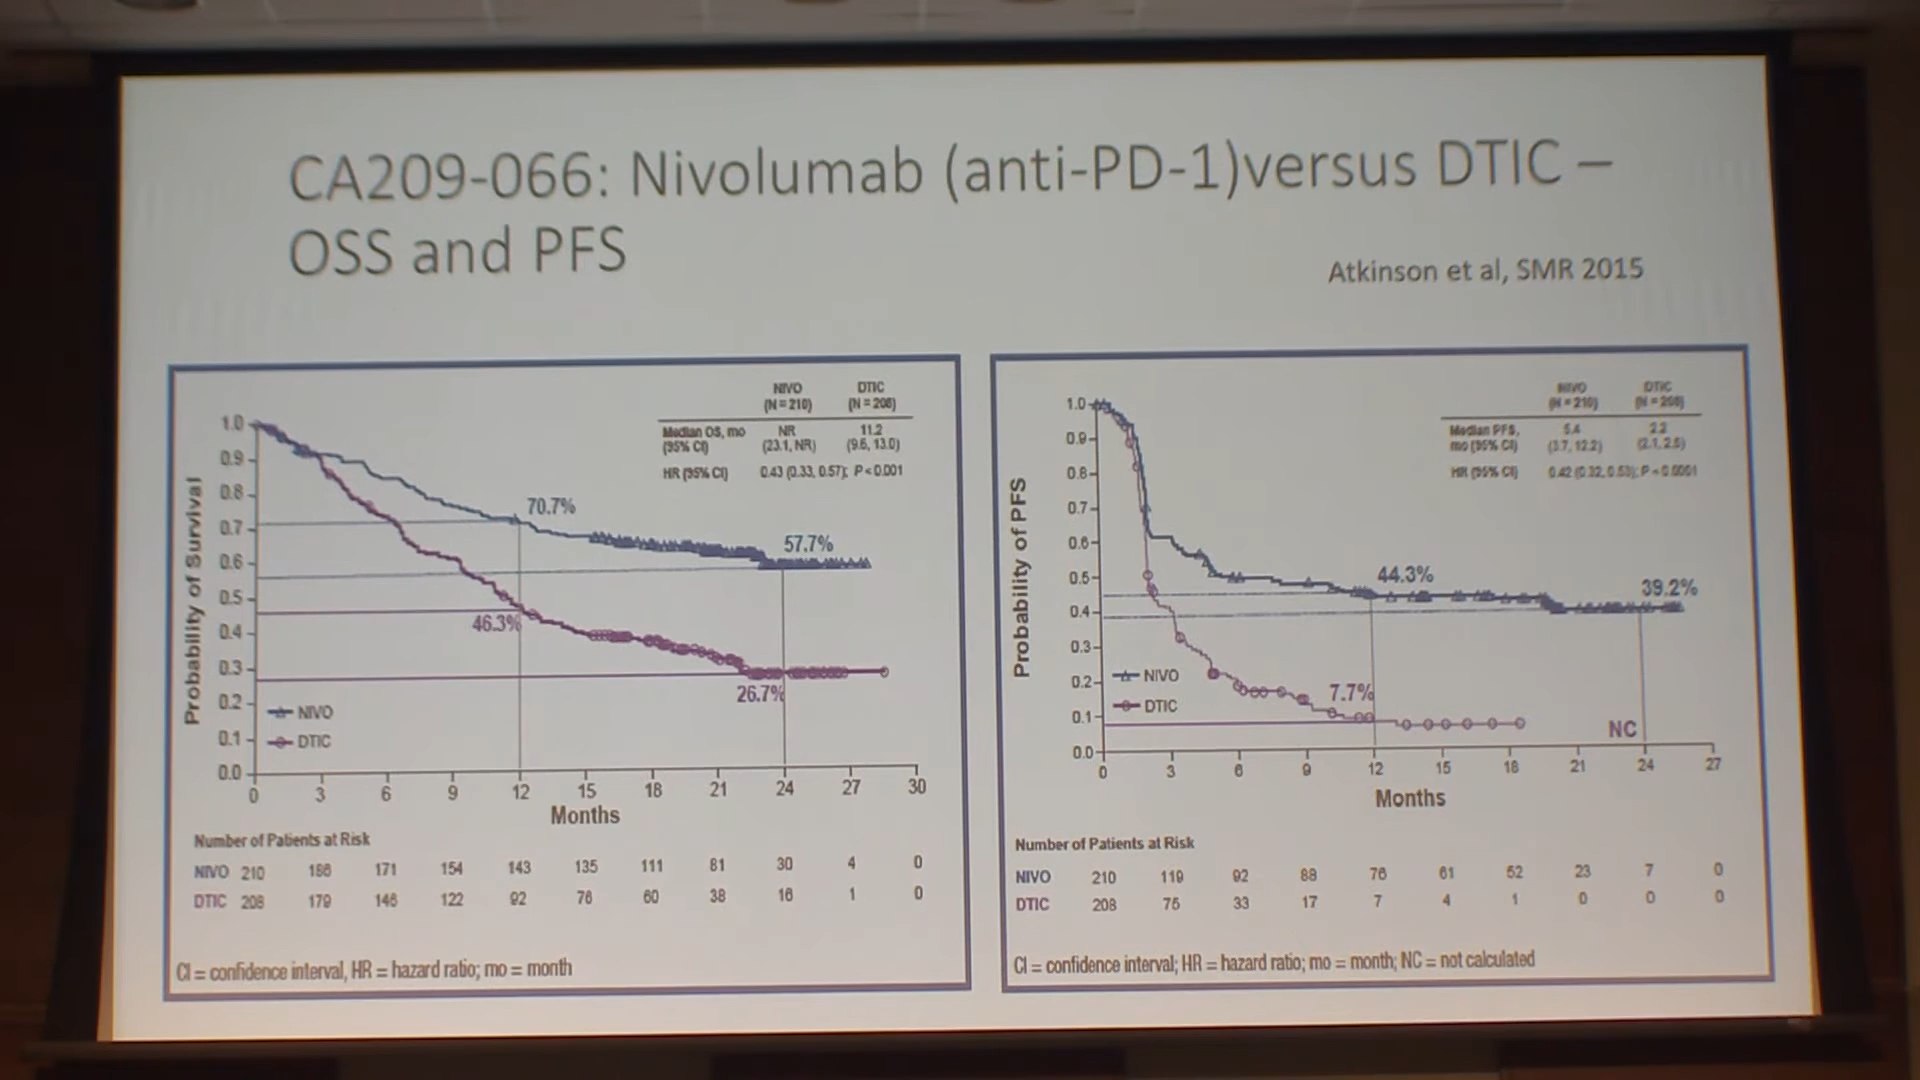 CA209-066: Nivolumab (anti-PD-1)versus DTIC –
OSS and PFS
Atkinson et al, SMR 2015
NIVO DTIC
(N = 210) (N = 208)
Median OS, mo NR 11.2
(95% CI) (23.1, NR) (9.6, 13.0)
HR (95% CI) 0.43 (0.33, 0.57); P < 0.001
Probability of Survival
1.0
0.9
0.8
0.7
0.6
0.5
0.4
0.3
0.2
0.1
0.0
70.7%
57.7%
46.3%
26.7%
NIVO
DTIC
0 3 6 9 12 15 18 21 24 27 30
Months
Number of Patients at Risk
NIVO 210 186 171 154 143 135 111 81 30 4 0
DTIC 208 179 146 122 92 76 60 38 16 1 0
CI = confidence interval, HR = hazard ratio; mo = month
NIVO DTIC
(N = 210) (N = 208)
Median PFS, 5.4 2.2
mo (95% CI) (3.7, 12.2) (2.1, 2.5)
HR (95% CI) 0.42 (0.32, 0.53); P < 0.0001
Probability of PFS
1.0
0.9
0.8
0.7
0.6
0.5
0.4
0.3
0.2
0.1
0.0
44.3%
39.2%
7.7%
NC
NIVO
DTIC
0 3 6 9 12 15 18 21 24 27
Months
Number of Patients at Risk
NIVO 210 119 92 88 76 61 52 23 7 0
DTIC 208 75 33 17 7 4 1 0 0 0
CI = confidence interval; HR = hazard ratio; mo = month; NC = not calculated